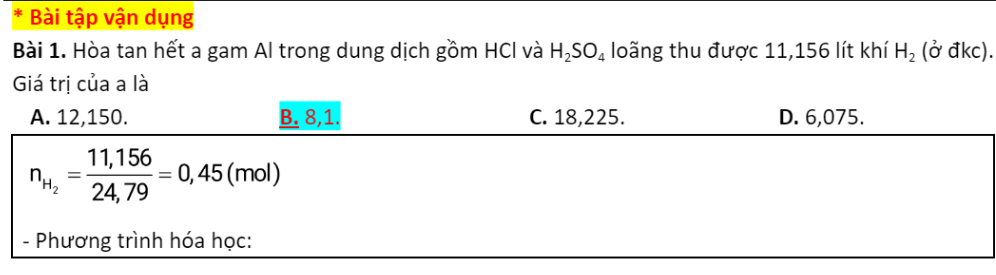 * Bài tập vận dụng
Bài 1. Hòa tan hết a gam Al trong dung dịch gồm HCl và H₂SO₄ loãng thu được 11,156 lít khí H₂ (ở đkc).
Giá trị của a là
A. 12,150. B. 8,1. C. 18,225. D. 6,075.
n_H₂ = 11,156 / 24,79 = 0,45 (mol)
- Phương trình hóa học: